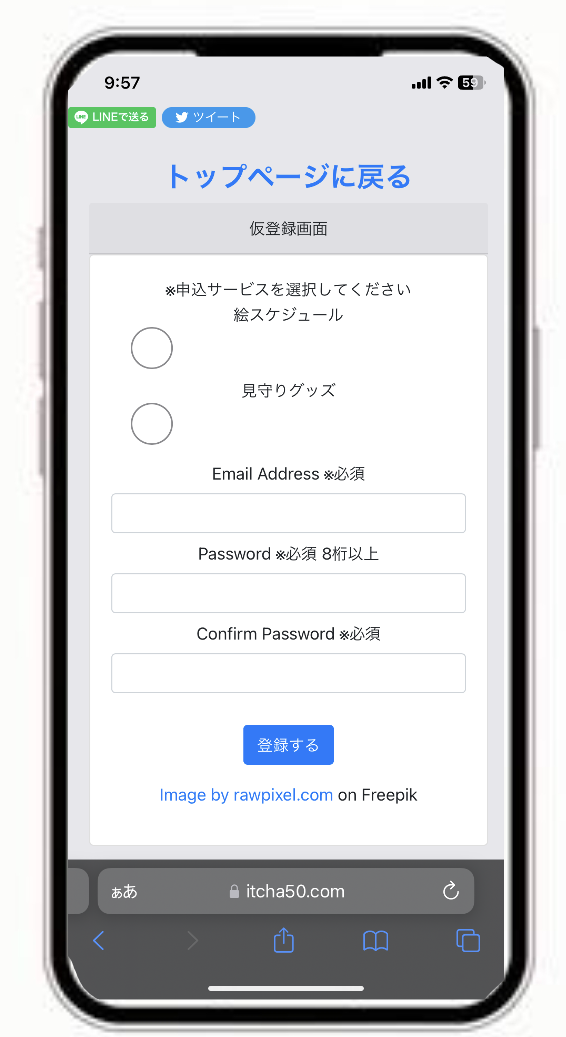 9:57
59
LINEで送る
ツイート
トップページに戻る
仮登録画面
※申込サービスを選択してください
絵スケジュール
見守りグッズ
Email Address ※必須
Password ※必須 8桁以上
Confirm Password ※必須
登録する
Image by rawpixel.com on Freepik
ぁあ
itcha50.com